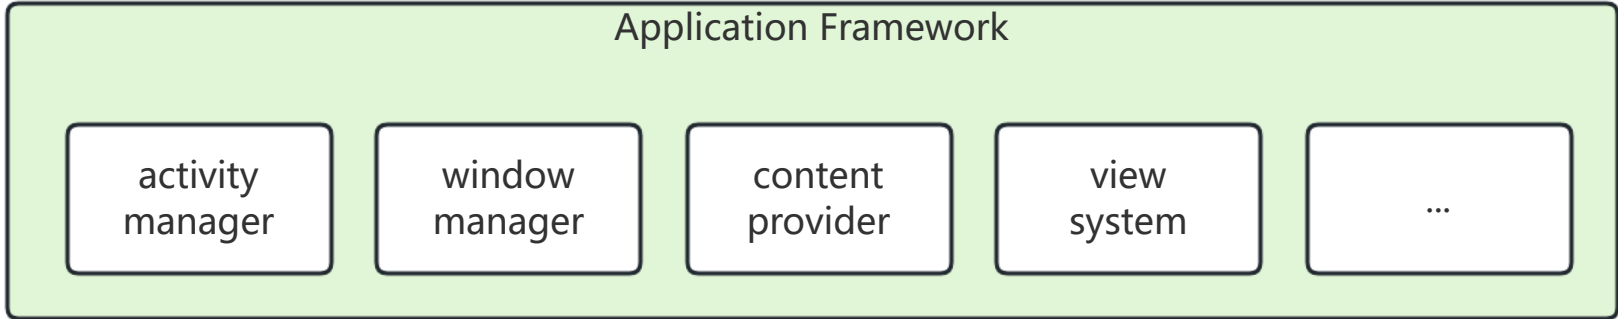 Application Framework
activity
manager
window
manager
content
provider
view
system
...